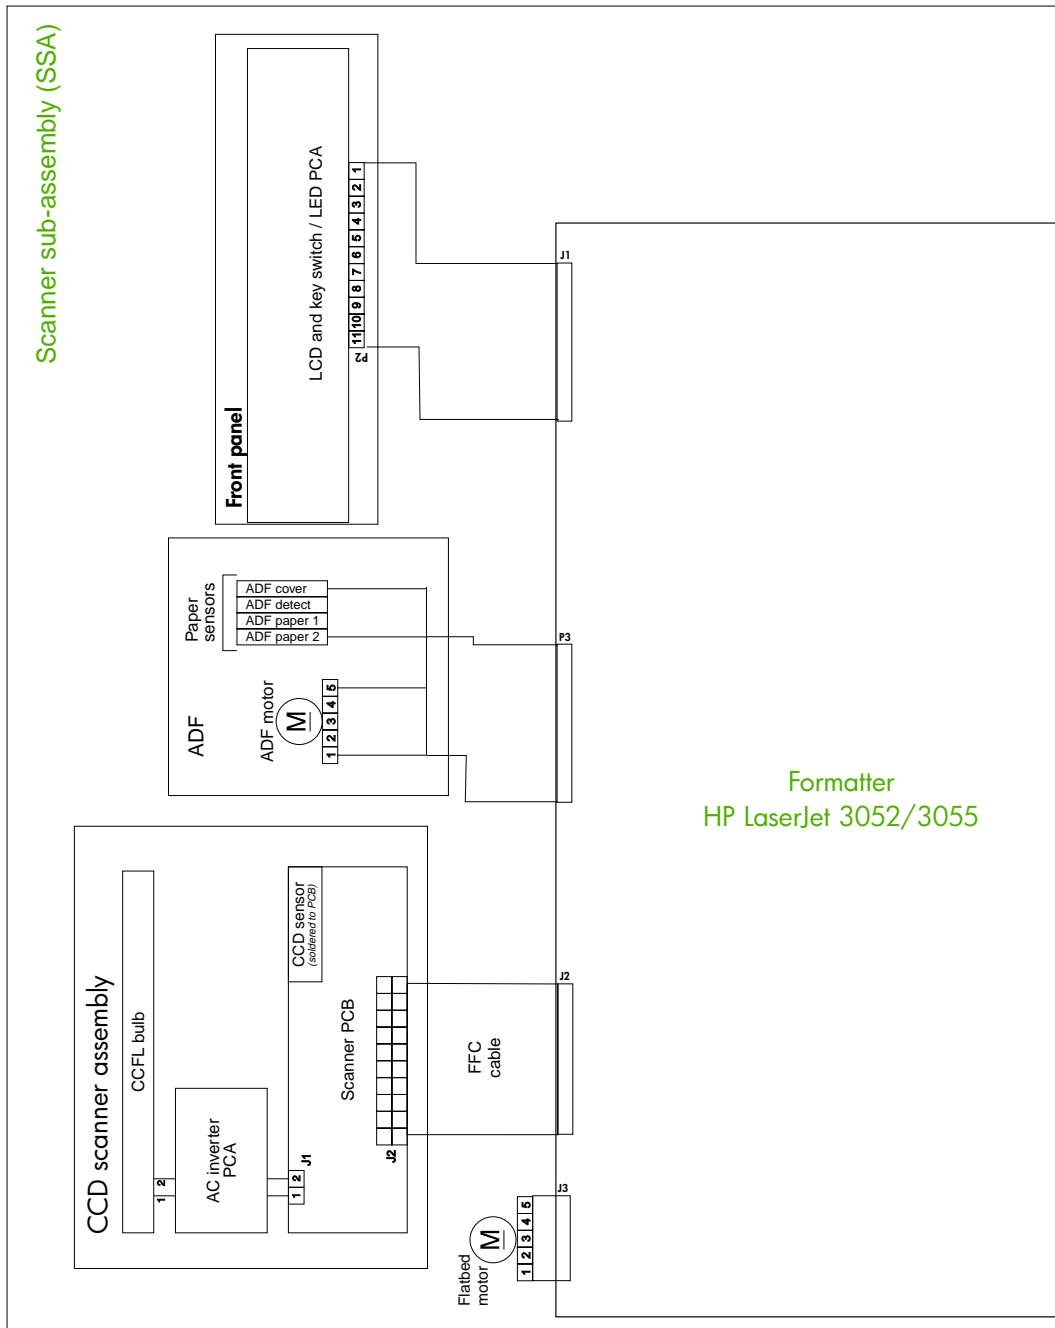 Scanner sub-assembly (SSA)
Front panel
LCD and key switch / LED PCA
11 10 9 8 7 6 5 4 3 2 1
P2
J1
ADF
Paper
sensors
ADF cover
ADF detect
ADF paper 1
ADF paper 2
ADF motor
M
1 2 3 4 5
P3
CCD scanner assembly
CCFL bulb
1 2
AC inverter
PCA
1 2
J1
CCD sensor
(soldered to PCB)
Scanner PCB
J2
FFC
cable
J2
Flatbed
motor
M
1 2 3 4 5
J3
Formatter
HP LaserJet 3052/3055